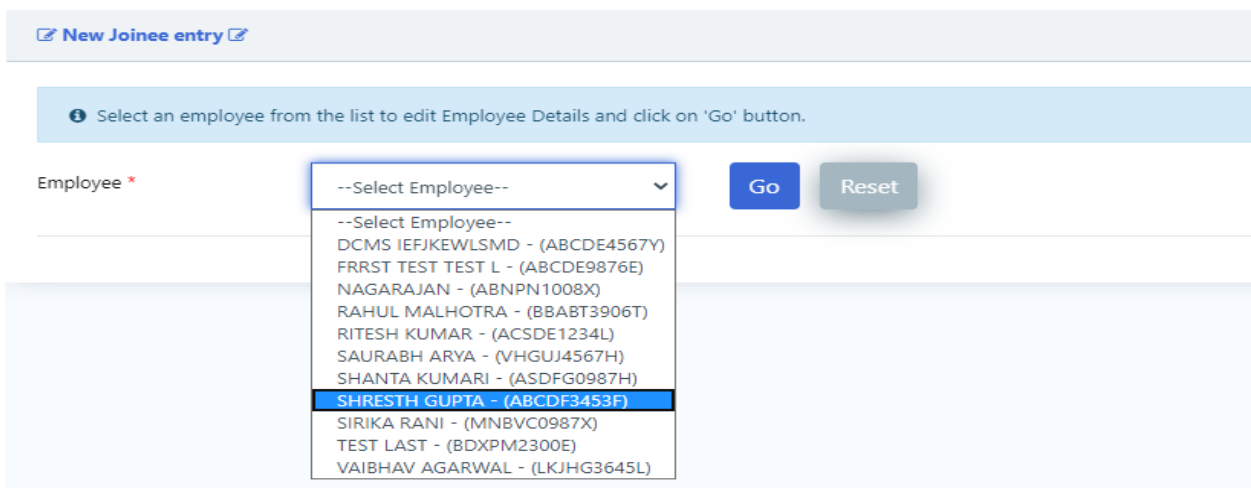 New Joinee entry
Select an employee from the list to edit Employee Details and click on 'Go' button.
Employee * --Select Employee-- Go Reset
--Select Employee--
DCMS IEFJKEWLSMD - (ABCDE4567Y)
FRRST TEST TEST L - (ABCDE9876E)
NAGARAJAN - (ABNPN1008X)
RAHUL MALHOTRA - (BBABT3906T)
RITESH KUMAR - (ACSDE1234L)
SAURABH ARYA - (VHGUJ4567H)
SHANTA KUMARI - (ASDFG0987H)
SHRESTH GUPTA - (ABCDF3453F)
SIRIKA RANI - (MNBVC0987X)
TEST LAST - (BDXPM2300E)
VAIBHAV AGARWAL - (LKJHG3645L)